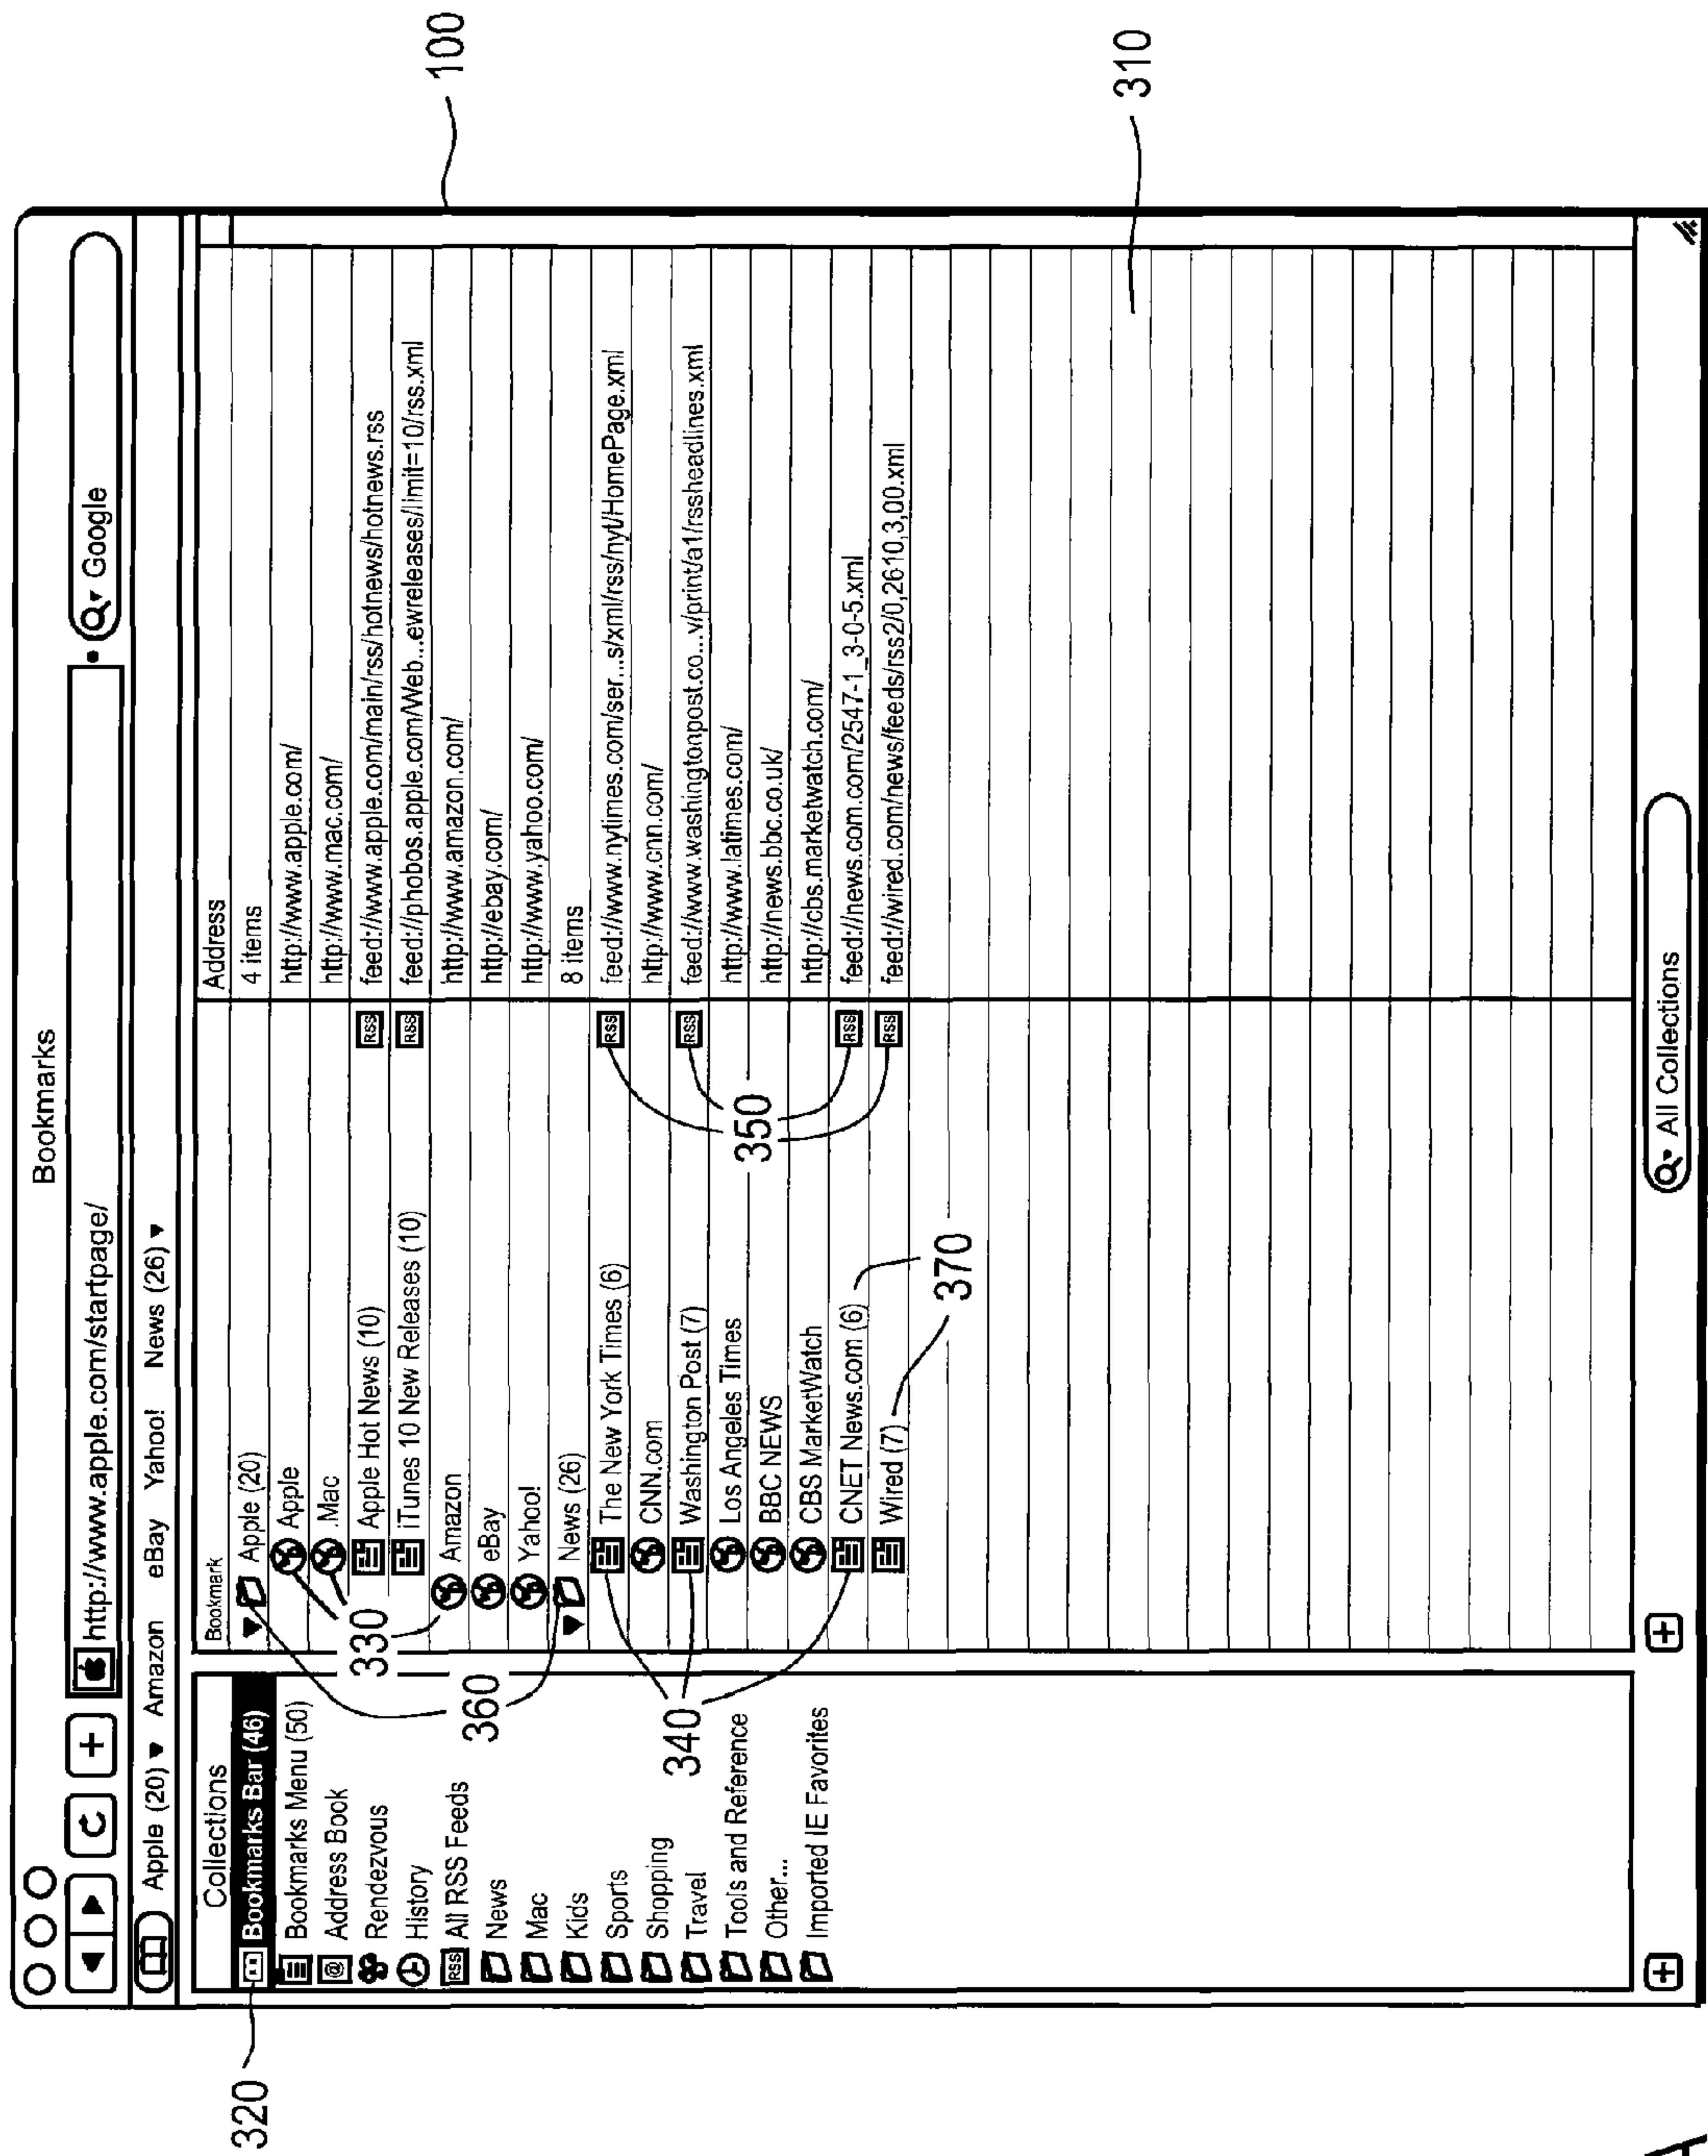 Bookmarks
http://www.apple.com/startpage/
Google
Apple (20) ▾ Amazon eBay Yahoo! News (26) ▾
Collections
Bookmarks Bar (46)
Bookmarks Menu (50)
@ Address Book
Rendezvous
History
RSS All RSS Feeds
News
Mac
Kids
Sports
Shopping
Travel
Tools and Reference
Other...
Imported IE Favorites
Bookmark Address
Apple (20) 4 items
Apple http://www.apple.com/
.Mac http://www.mac.com/
Apple Hot News (10) RSS feed://www.apple.com/main/rss/hotnews/hotnews.rss
iTunes 10 New Releases (10) RSS feed://phobos.apple.com/Web...ewreleases/limit=10/rss.xml
Amazon http://www.amazon.com/
eBay http://ebay.com/
Yahoo! http://www.yahoo.com/
News (26) 8 items
The New York Times (6) RSS feed://www.nytimes.com/ser...s/xml/rss/nyt/HomePage.xml
CNN.com http://www.cnn.com/
Washington Post (7) RSS feed://www.washingtonpost.co...v/print/a1/rssheadlines.xml
Los Angeles Times http://www.latimes.com/
BBC NEWS http://news.bbc.co.uk/
CBS MarketWatch http://cbs.marketwatch.com/
CNET News.com (6) RSS feed://news.com.com/2547-1_3-0-5.xml
Wired (7) RSS feed://wired.com/news/feeds/rss2/0,2610,3,00.xml
All Collections
320
330
360
340
350
370
100
310